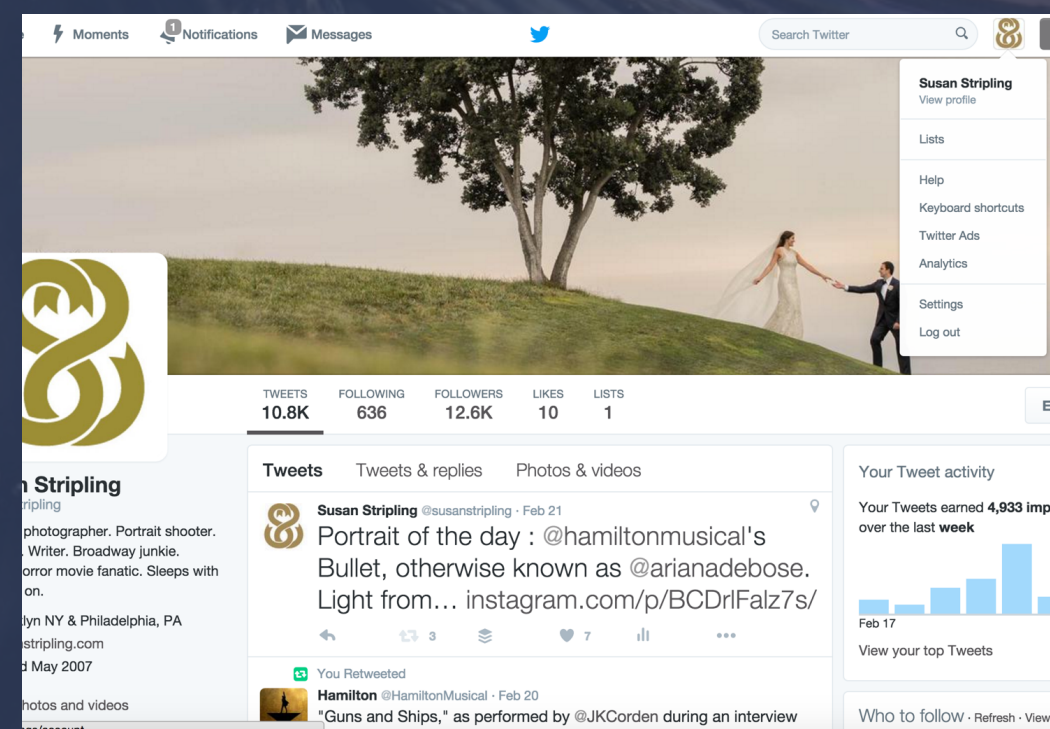 Moments
1
Notifications
Messages
Search Twitter
Susan Stripling
View profile
Lists
Help
Keyboard shortcuts
Twitter Ads
Analytics
Settings
Log out
TWEETS
10.8K
FOLLOWING
636
FOLLOWERS
12.6K
LIKES
10
LISTS
1
E
n Stripling
tripling
photographer. Portrait shooter.
. Writer. Broadway junkie.
orror movie fanatic. Sleeps with
on.
klyn NY & Philadelphia, PA
nstripling.com
d May 2007
hotos and videos
Tweets
Tweets & replies
Photos & videos
Susan Stripling @susanstripling · Feb 21
Portrait of the day : @hamiltonmusical's
Bullet, otherwise known as @arianadebose.
Light from… instagram.com/p/BCDrlFalz7s/
3
7
You Retweeted
Hamilton @HamiltonMusical · Feb 20
"Guns and Ships," as performed by @JKCorden during an interview
Your Tweet activity
Your Tweets earned 4,933 imp
over the last week
Feb 17
View your top Tweets
Who to follow · Refresh · View